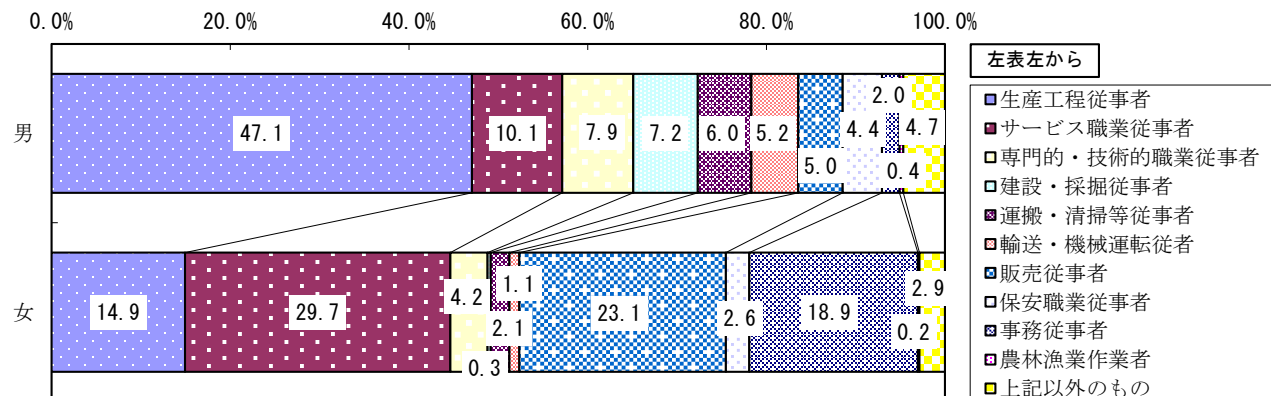 0.0% 20.0% 40.0% 60.0% 80.0% 100.0%
左表左から
男
47.1 10.1 7.9 7.2 6.0 5.2 5.0 4.4 2.0 0.4 4.7
女
14.9 29.7 4.2 0.3 2.1 1.1 23.1 2.6 18.9 0.2 2.9
生産工程従事者
サービス職業従事者
専門的・技術的職業従事者
建設・採掘従事者
運搬・清掃等従事者
輸送・機械運転従者
販売従事者
保安職業従事者
事務従事者
農林漁業作業者
上記以外のもの